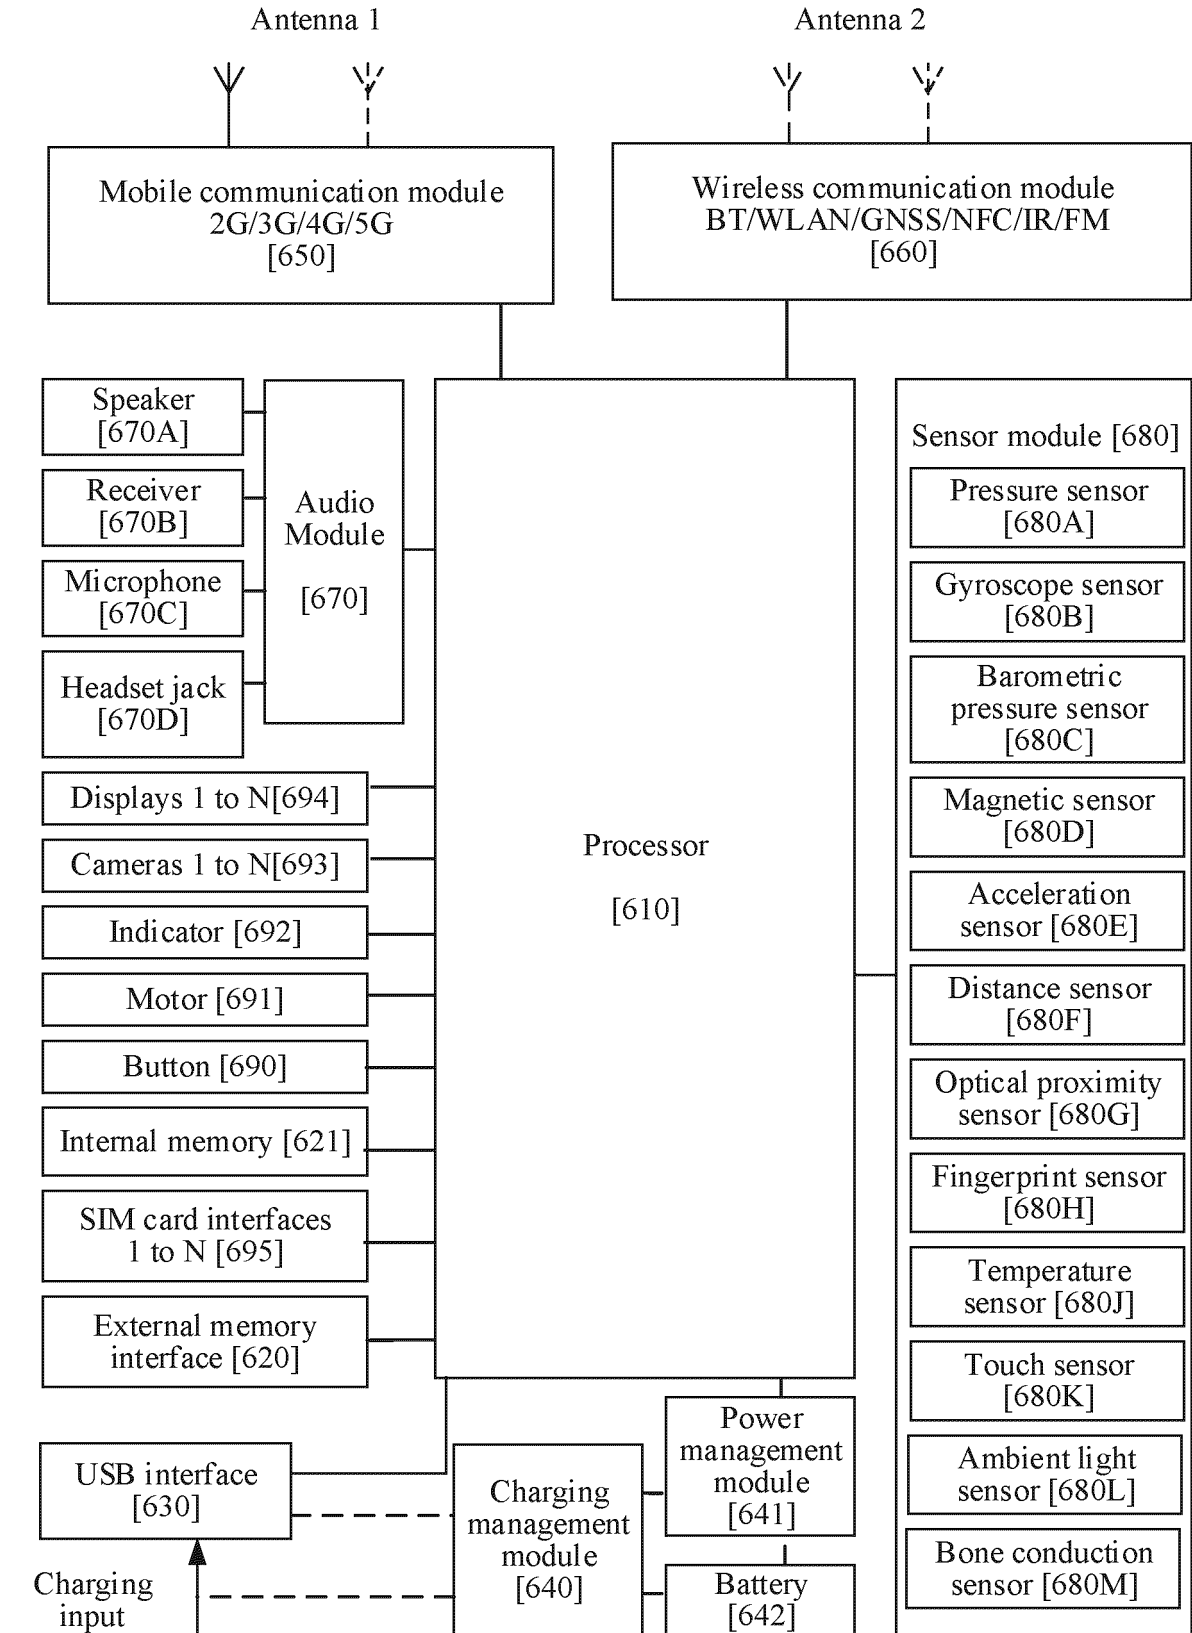 Antenna 1
Antenna 2
Mobile communication module
2G/3G/4G/5G
[650]
Wireless communication module
BT/WLAN/GNSS/NFC/IR/FM
[660]
Speaker
[670A]
Receiver
[670B]
Microphone
[670C]
Headset jack
[670D]
Audio
Module
[670]
Displays 1 to N[694]
Cameras 1 to N[693]
Indicator [692]
Motor [691]
Button [690]
Internal memory [621]
SIM card interfaces
1 to N [695]
External memory
interface [620]
Processor
[610]
Sensor module [680]
Pressure sensor
[680A]
Gyroscope sensor
[680B]
Barometric
pressure sensor
[680C]
Magnetic sensor
[680D]
Acceleration
sensor [680E]
Distance sensor
[680F]
Optical proximity
sensor [680G]
Fingerprint sensor
[680H]
Temperature
sensor [680J]
Touch sensor
[680K]
Ambient light
sensor [680L]
Bone conduction
sensor [680M]
USB interface
[630]
Charging
input
Charging
management
module
[640]
Power
management
module
[641]
Battery
[642]